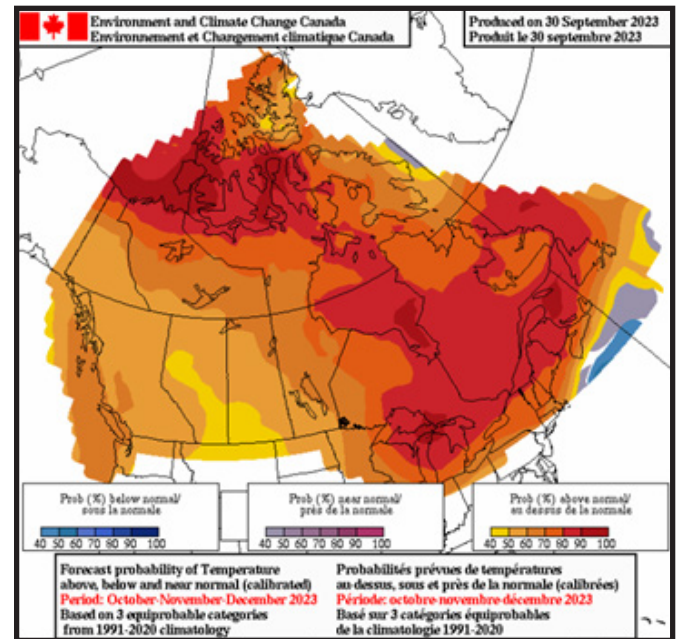 Environment and Climate Change Canada
Environnement et Changement climatique Canada
Produced on 30 September 2023
Produit le 30 septembre 2023
Prob (%) below normal/
sous la normale
40 50 60 70 80 90 100
Prob (%) near normal/
près de la normale
40 50 60 70 80 90 100
Prob (%) above normal/
au dessus de la normale
40 50 60 70 80 90 100
Forecast probability of Temperature
above, below and near normal (calibrated)
Period: October-November-December 2023
Based on 3 equiprobable categories
from 1991-2020 climatology
Probabilités prévues de températures
au-dessus, sous et près de la normale (calibrées)
Période: octobre-novembre-décembre 2023
Basé sur 3 catégories équiprobables
de la climatologie 1991-2020